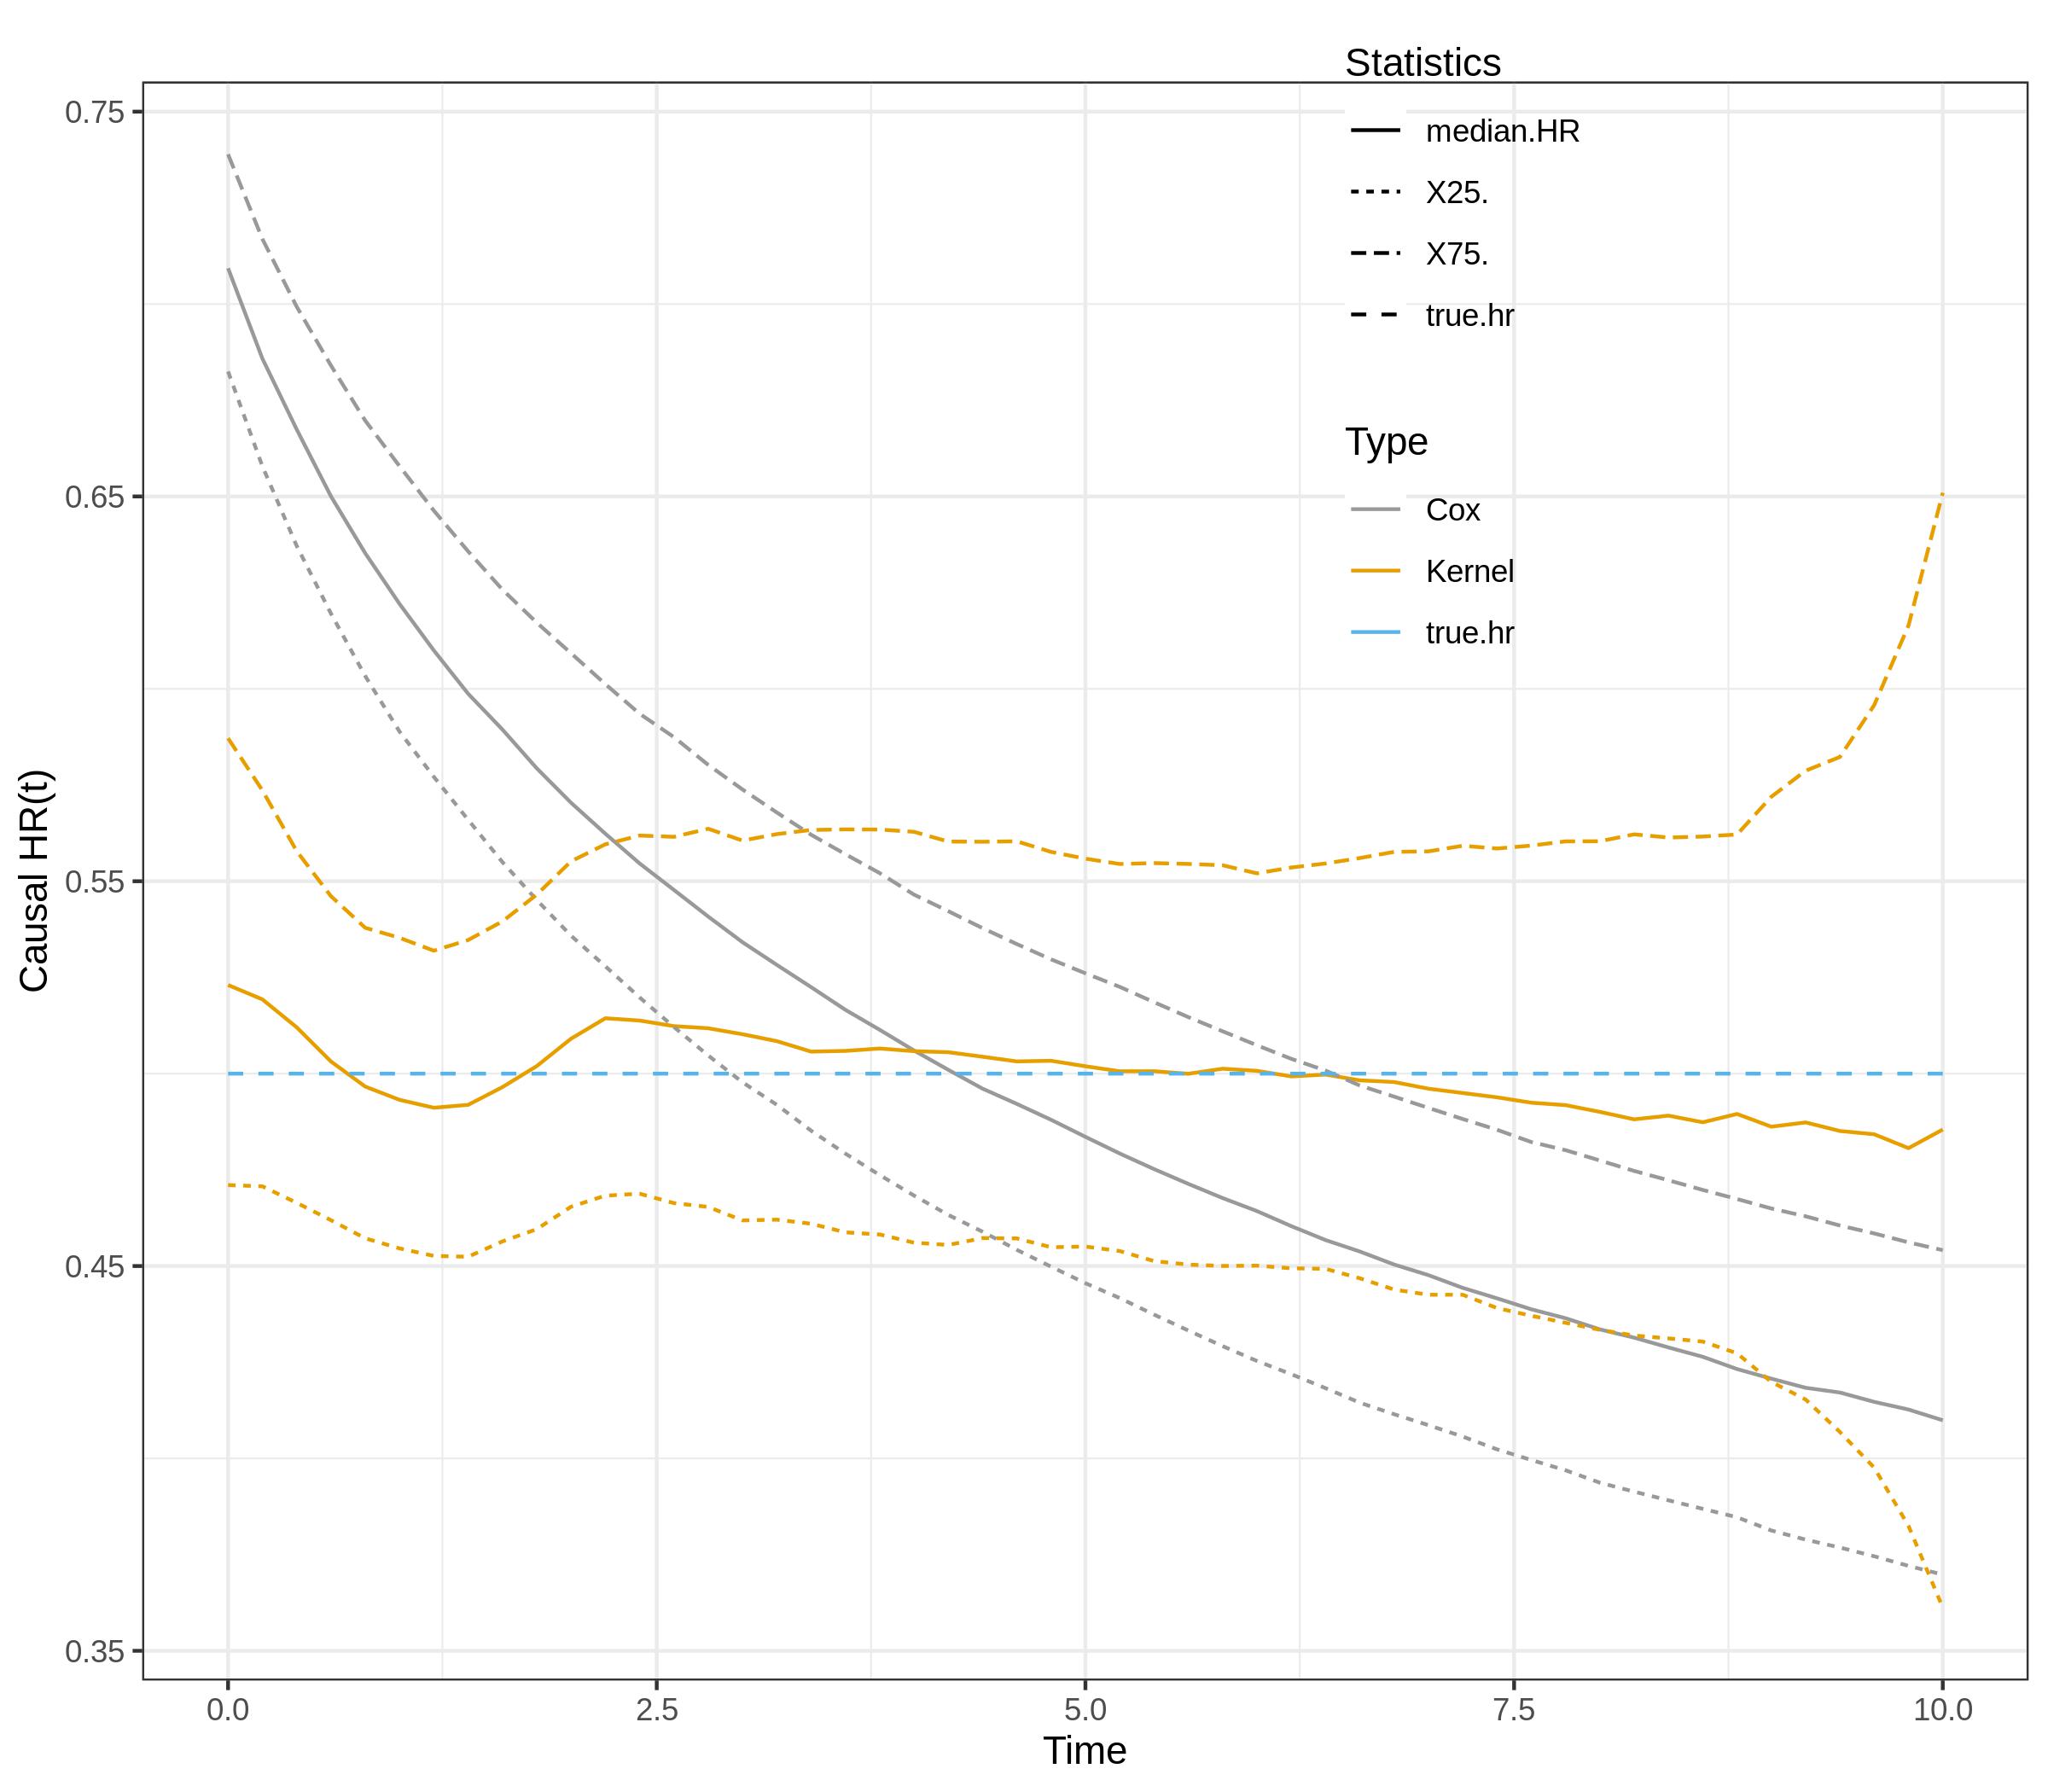 Statistics
median.HR
X25.
X75.
true.hr
Type
Cox
Kernel
true.hr
Causal HR(t)
0.75
0.65
0.55
0.45
0.35
0.0 2.5 5.0 7.5 10.0
Time